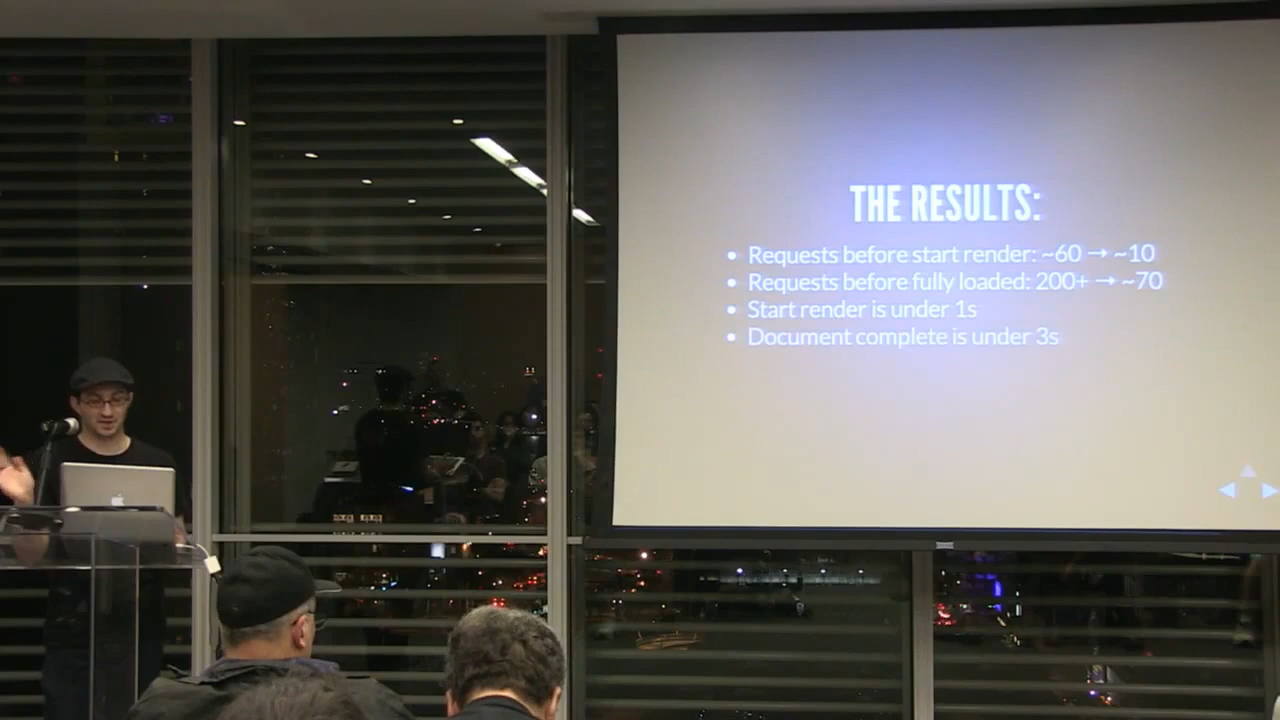 THE RESULTS:
• Requests before start render: ~60 → ~10
• Requests before fully loaded: 200+ → ~70
• Start render is under 1s
• Document complete is under 3s